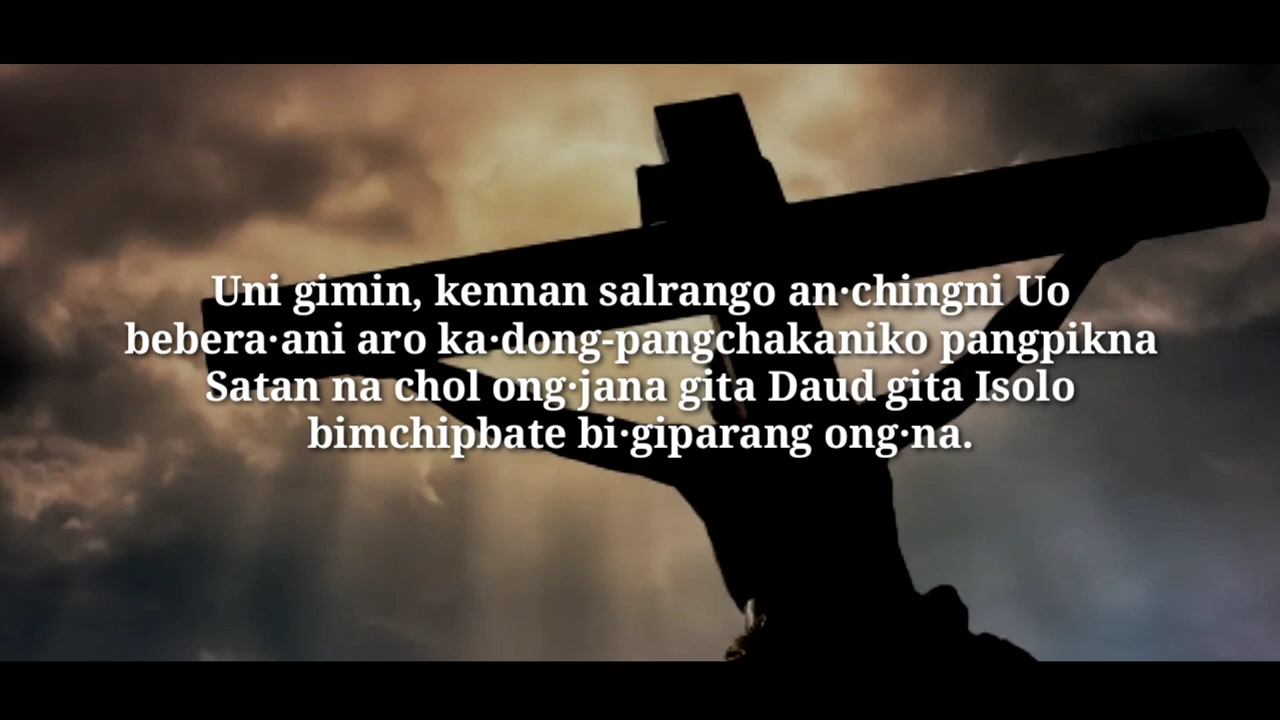 Uni gimin, kennan salrango an·chingni Uo
bebera·ani aro ka·dong-pangchakaniko pangpikna
Satan na chol ong·jana gita Daud gita Isolo
bimchipbate bi·giparang ong·na.